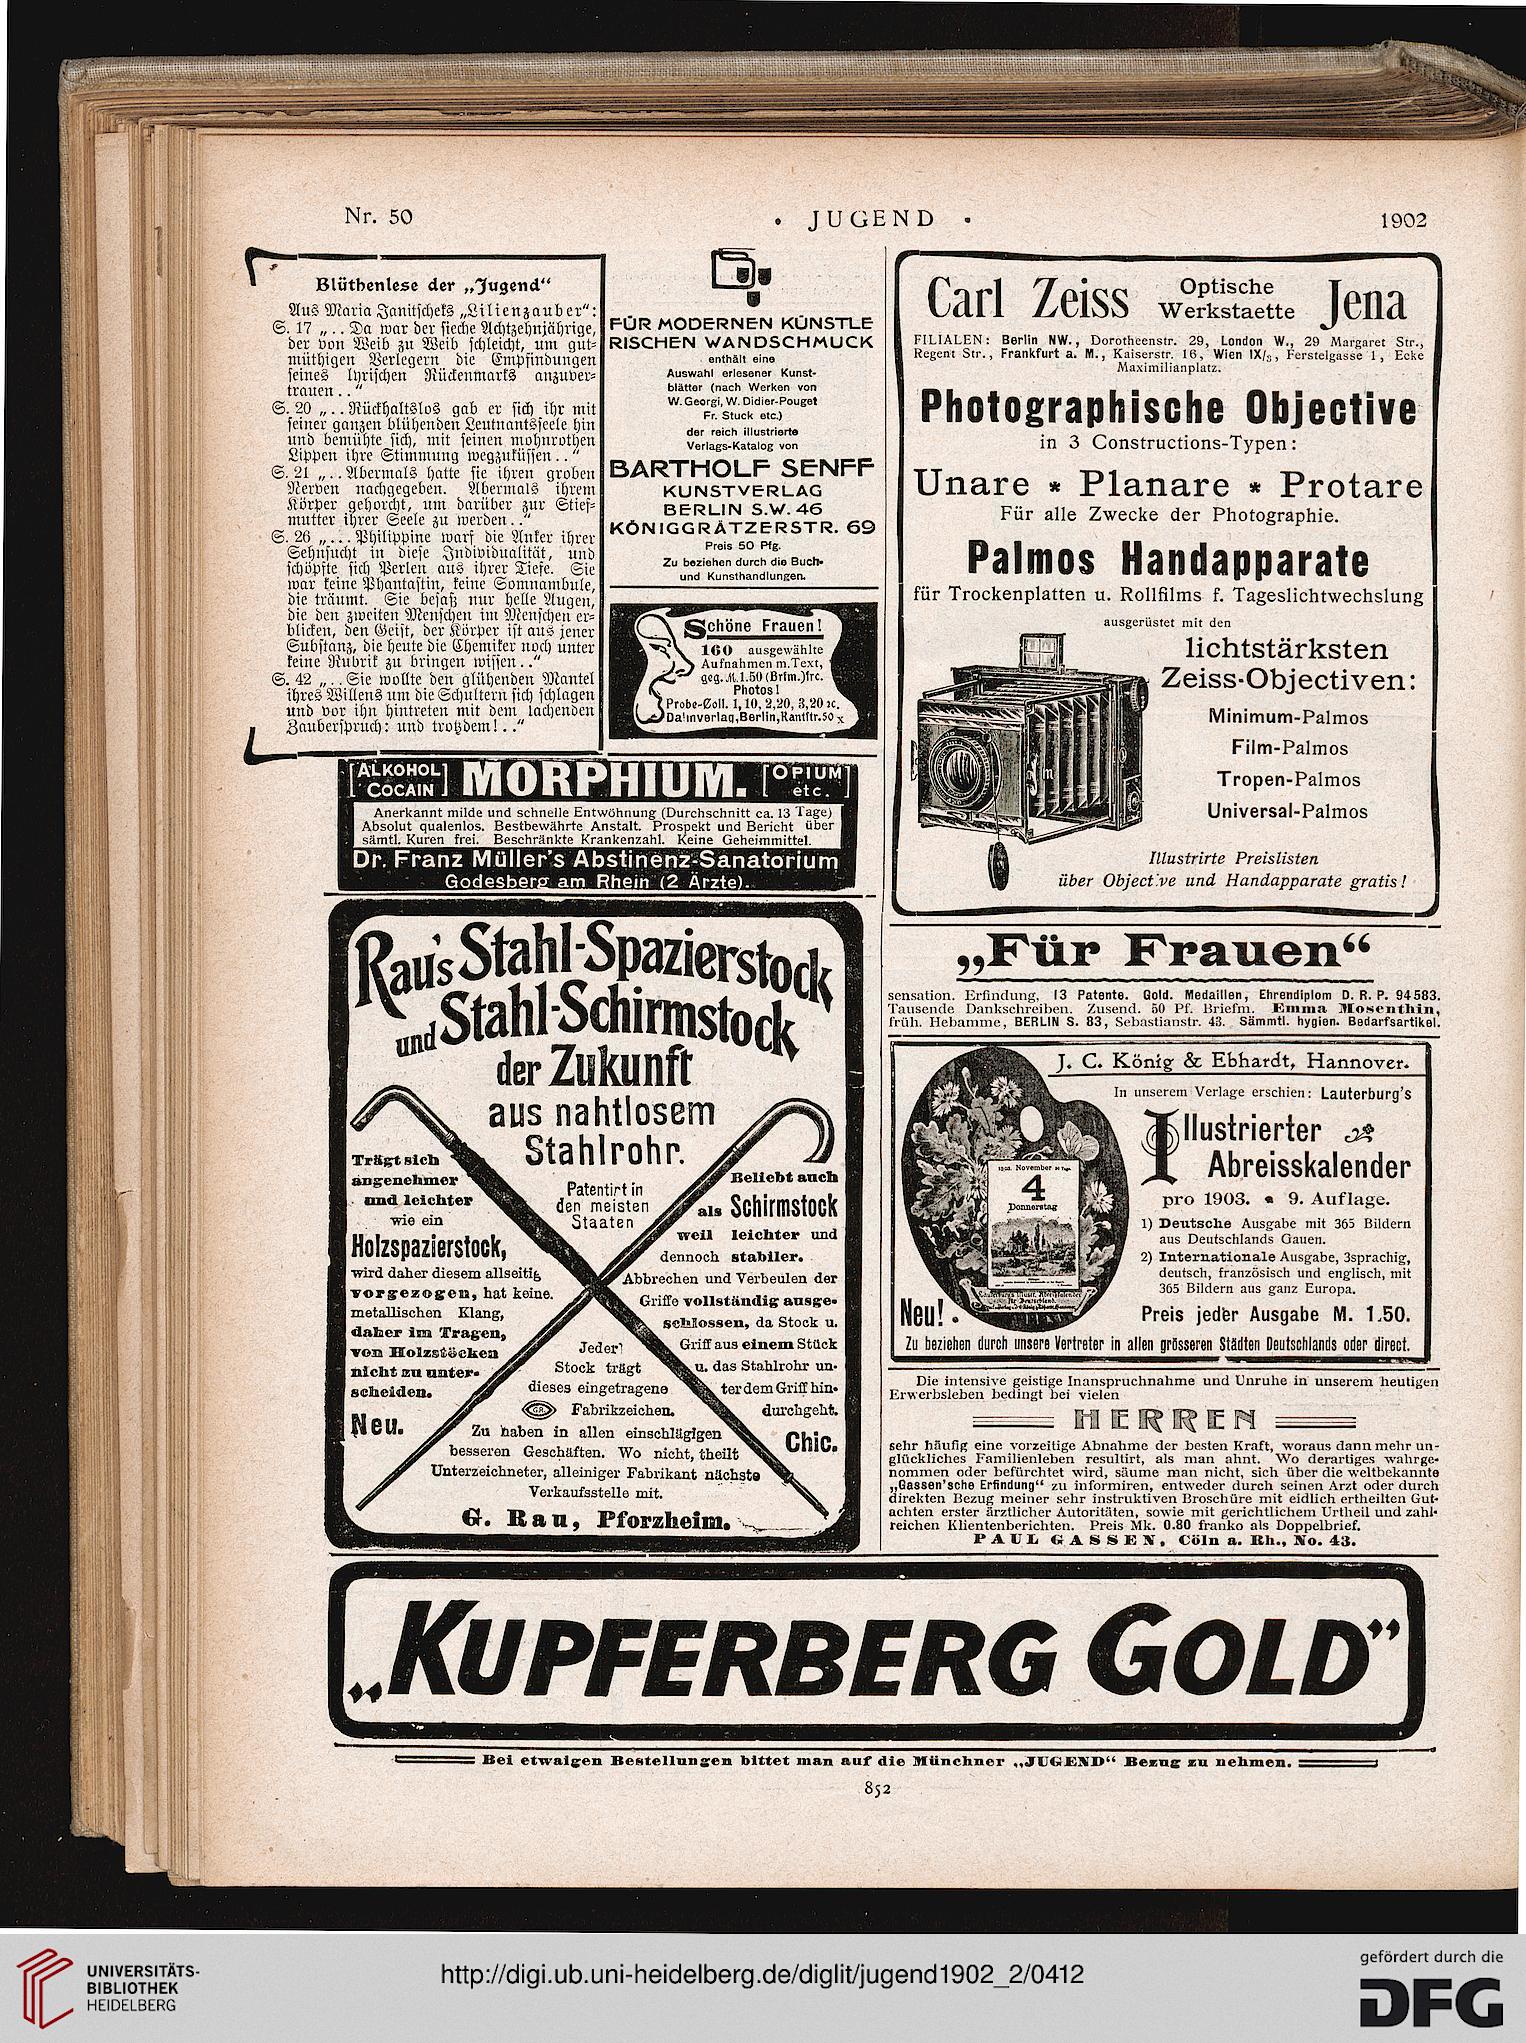 Nr. 50
• JUGEND •
1902
Blüthenlese der „Jugend“
Aus Maria Janitscheks „Lilienzauber“:
S. 17 „.. Da war der sieche Achtzehnjährige,
der von Weib zu Weib schleicht, um gut=
müthigen Verlegern die Empfindungen
seines lyrischen Rückenmarks anzuver=
trauen . .“
S. 20 „.. Rückhaltslos gab er sich ihr mit
seiner ganzen blühenden Leutnantsseele hin
und bemühte sich, mit seinen mohnrothen
Lippen ihre Stimmung wegzuküssen . .“
S. 21 „.. Abermals hatte sie ihren groben
Nerven nachgegeben. Abermals ihrem
Körper gehorcht, um darüber zur Stief=
mutter ihrer Seele zu werden . .“
S. 26 „... Philippine warf die Anker ihrer
Sehnsucht in diese Individualität, und
schöpfte sich Perlen aus ihrer Tiefe. Sie
war keine Phantastin, keine Somnambule,
die träumt. Sie besaß nur helle Augen,
die den zweiten Menschen im Menschen er=
blicken, den Geist, der Körper ist aus jener
Substanz, die heute die Chemiker noch unter
keine Rubrik zu bringen wissen . .“
S. 42 „.. Sie wollte den glühenden Mantel
ihres Willens um die Schultern sich schlagen
und vor ihn hintreten mit dem lachenden
Zauberspruch: und trotzdem! . .“
FÜR MODERNEN KÜNSTLE
RISCHEN WANDSCHMUCK
enthält eine
Auswahl erlesener Kunst-
blätter (nach Werken von
W. Georgi, W. Didier-Pouget
Fr. Stuck etc.)
der reich illustrierte
Verlags-Katalog von
BARTHOLF SENFF
KUNSTVERLAG
BERLIN S.W. 46
KÖNIGGRÄTZERSTR. 69
Preis 50 Pfg.
Zu beziehen durch die Buch-
und Kunsthandlungen.
Schöne Frauen!
160 ausgewählte
Aufnahmen m. Text,
geg. M. 1.50 (Brfm.) frc.
Photos!
Probe-Coll. 1,10, 2,20, 3,20 ꝛc.
Berlin, Kantstr. 50
[ALKOHOL COCAIN] MORPHIUM. [OPIUM etc.]
Anerkannt milde und schnelle Entwöhnung (Durchschnitt ca. 13 Tage)
Absolut qualenlos. Bestbewährte Anstalt. Prospekt und Bericht über
sämtl. Kuren frei. Beschränkte Krankenzahl. Keine Geheimmittel.
Dr. Franz Müller's Abstinenz-Sanatorium
Godesberg am Rhein (2 Ärzte).
Rau's Stahl-Spazierstock
und Stahl-Schirmstock
der Zukunft
aus nahtlosem
Stahlrohr.
Trägt sich
angenehmer
und leichter
wie ein
Holzspazierstock,
wird daher diesem allseitig
vorgezogen, hat keine.
metallischen Klang,
daher im Tragen,
von Holzstöcken
nicht zu unter-
scheiden.
Neu.
Patentirt in
den meisten
Staaten
Beliebt auch
als Schirmstock
weil leichter und
dennoch stabiler.
Abbrechen und Verbeulen der
Griffe vollständig ausge-
schlossen, da Stock u.
Griff aus einem Stück
u. das Stahlrohr un-
ter dem Griff hin-
durchgeht.
Chic.
Jeder
Stock trägt
dieses eingetragene
G.R. Fabrikzeichen.
Zu haben in allen einschlägigen
besseren Geschäften. Wo nicht, theilt
Unterzeichneter, alleiniger Fabrikant nächste
Verkaufsstelle mit.
G. Rau, Pforzheim.
Carl Zeiss Optische Werkstaette Jena
FILIALEN: Berlin NW., Dorotheenstr. 29, London W., 29 Margaret Str.,
Regent Str., Frankfurt a. M., Kaiserstr. 16, Wien IX/3, Ferstelgasse 1, Ecke
Maximilianplatz.
Photographische Objective
in 3 Constructions-Typen:
Unare * Planare * Protare
Für alle Zwecke der Photographie.
Palmos Handapparate
für Trockenplatten u. Rollfilms f. Tageslichtwechslung
ausgerüstet mit den
lichtstärksten
Zeiss-Objectiven:
Minimum-Palmos
Film-Palmos
Tropen-Palmos
Universal-Palmos
Illustrirte Preislisten
über Objective und Handapparate gratis!
„Für Frauen“
sensation. Erfindung, 13 Patente. Gold. Medaillen, Ehrendiplom D. R. P. 94583.
Tausende Dankschreiben. Zusend. 50 Pf. Briefm. Emma Mosenthin,
früh. Hebamme, BERLIN S. 83, Sebastianstr. 43. Sämmtl. hygien. Bedarfsartikel.
J. C. König & Ebhardt, Hannover.
In unserem Verlage erschien: Lauterburg's
Illustrierter
Abreisskalender
pro 1903. 9. Auflage.
1) Deutsche Ausgabe mit 365 Bildern
aus Deutschlands Gauen.
2) Internationale Ausgabe, 3sprachig,
deutsch, französisch und englisch, mit
365 Bildern aus ganz Europa.
Preis jeder Ausgabe M. 1.50.
1903. November 30 Tage.
4
Donnerstag
Lauterburg's Illustr. Abreisskalender
für Deutschland.
Neu!
Zu beziehen durch unsere Vertreter in allen grösseren Städten Deutschlands oder direct.
Die intensive geistige Inanspruchnahme und Unruhe in unserem heutigen
Erwerbsleben bedingt bei vielen
HERREN
sehr häufig eine vorzeitige Abnahme der besten Kraft, woraus dann mehr un-
glückliches Familienleben resultirt, als man ahnt. Wo derartiges wahrge-
nommen oder befürchtet wird, säume man nicht, sich über die weltbekannte
„Gassen'sche Erfindung“ zu informiren, entweder durch seinen Arzt oder durch
direkten Bezug meiner sehr instruktiven Broschüre mit eidlich ertheilten Gut-
achten erster ärztlicher Autoritäten, sowie mit gerichtlichem Urtheil und zahl-
reichen Klientenberichten. Preis Mk. 0.80 franko als Doppelbrief.
PAUL GASSEN, Cöln a. Rh., No. 43.
„KUPFERBERG GOLD”
Bei etwaigen Bestellungen bittet man auf die Münchner „JUGEND“ Bezug zu nehmen.
852
UNIVERSITÄTS-
BIBLIOTHEK
HEIDELBERG
http://digi.ub.uni-heidelberg.de/diglit/jugend1902_2/0412
gefördert durch die
DFG